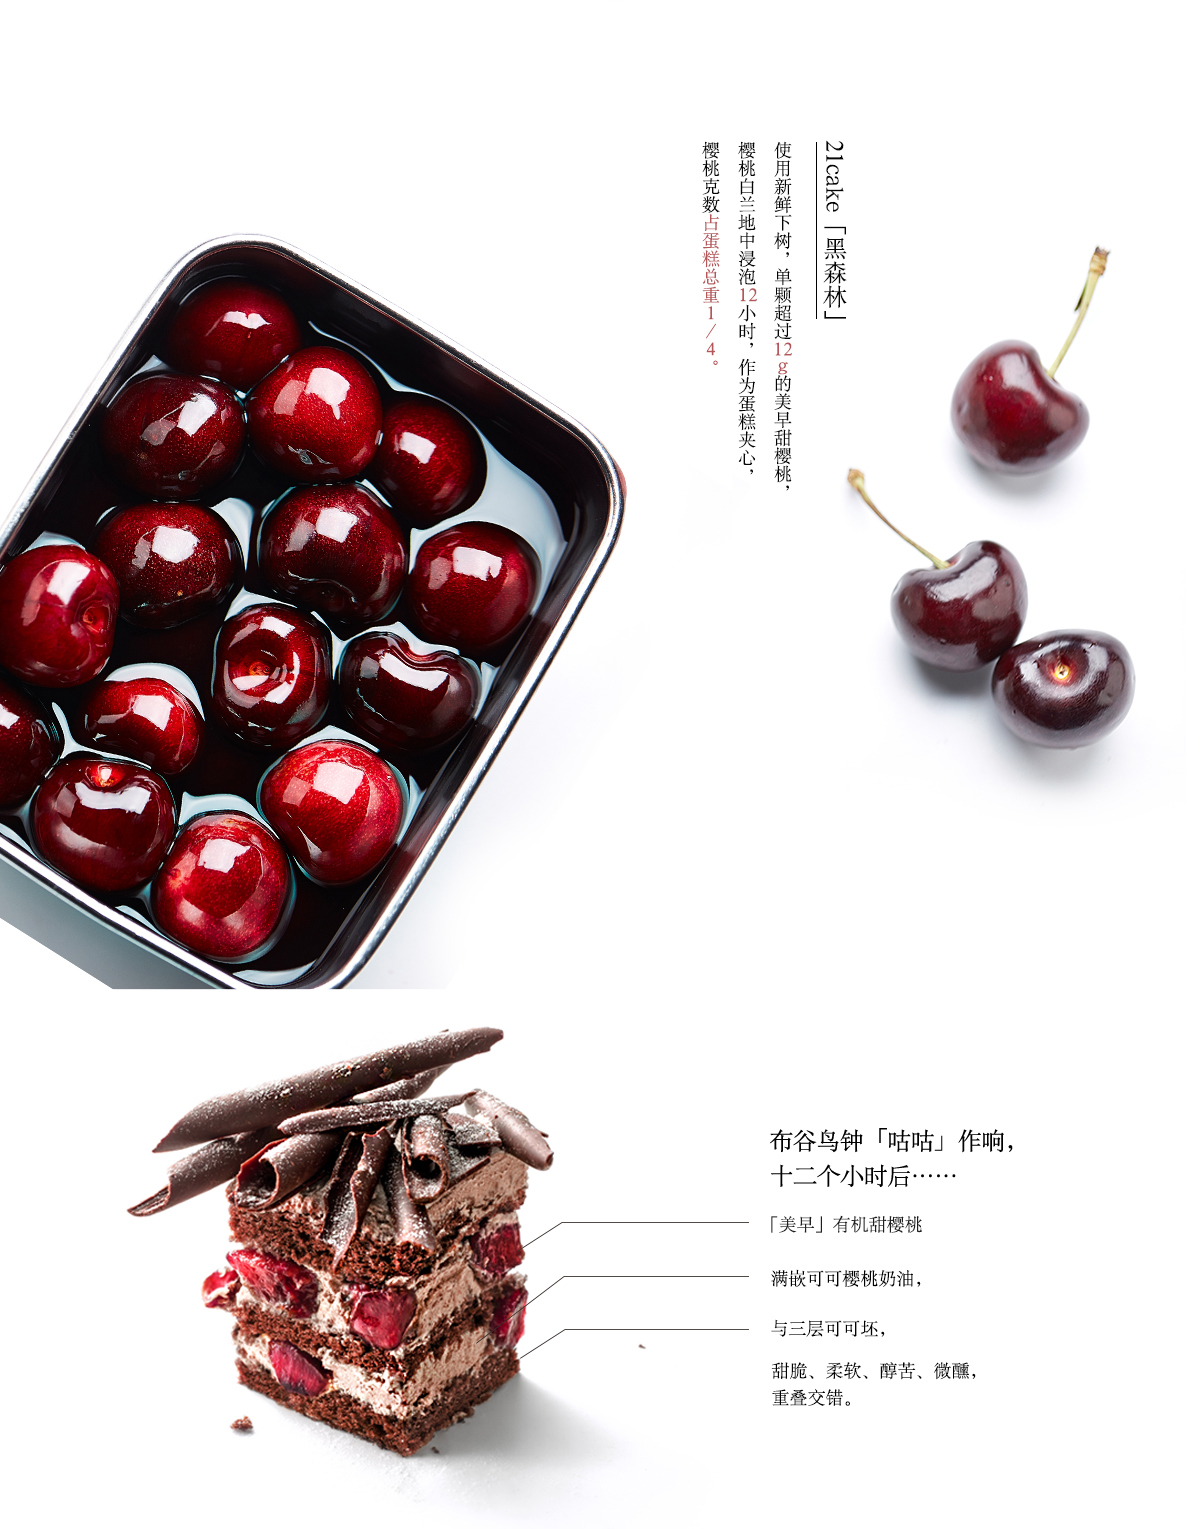 21cake「黑森林」
使用新鲜下树，单颗超过12g的美早甜樱桃，
樱桃白兰地中浸泡12小时，作为蛋糕夹心，
樱桃克数占蛋糕总重1/4。
布谷鸟钟「咕咕」作响，
十二个小时后······
「美早」有机甜樱桃
满嵌可可樱桃奶油，
与三层可可坯，
甜脆、柔软、醇苦、微醺，
重叠交错。